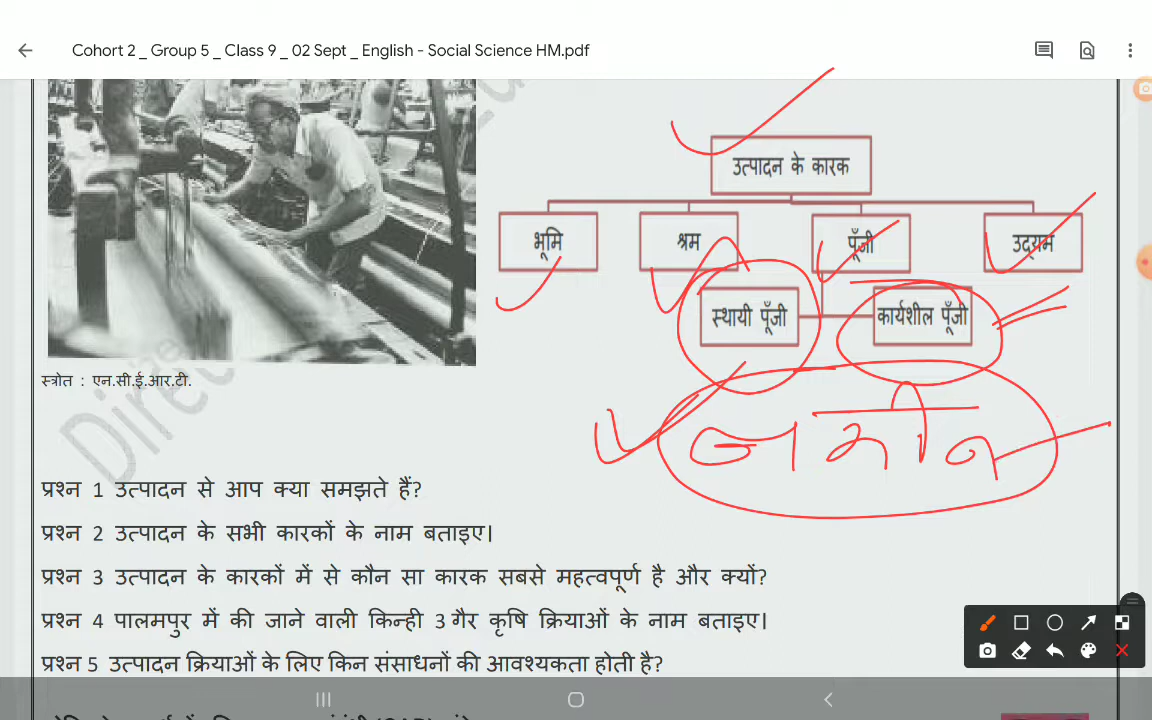 Cohort 2 _ Group 5 _ Class 9 _ 02 Sept _ English - Social Science HM.pdf
उत्पादन के कारक
भूमि श्रम पूँजी उद्यम
स्थायी पूँजी कार्यशील पूँजी
स्त्रोत : एन.सी.ई.आर.टी.
प्रश्न 1 उत्पादन से आप क्या समझते हैं?
प्रश्न 2 उत्पादन के सभी कारकों के नाम बताइए।
प्रश्न 3 उत्पादन के कारकों में से कौन सा कारक सबसे महत्वपूर्ण है और क्यों?
प्रश्न 4 पालमपुर में की जाने वाली किन्ही 3 गैर कृषि क्रियाओं के नाम बताइए।
प्रश्न 5 उत्पादन क्रियाओं के लिए किन संसाधनों की आवश्यकता होती है?